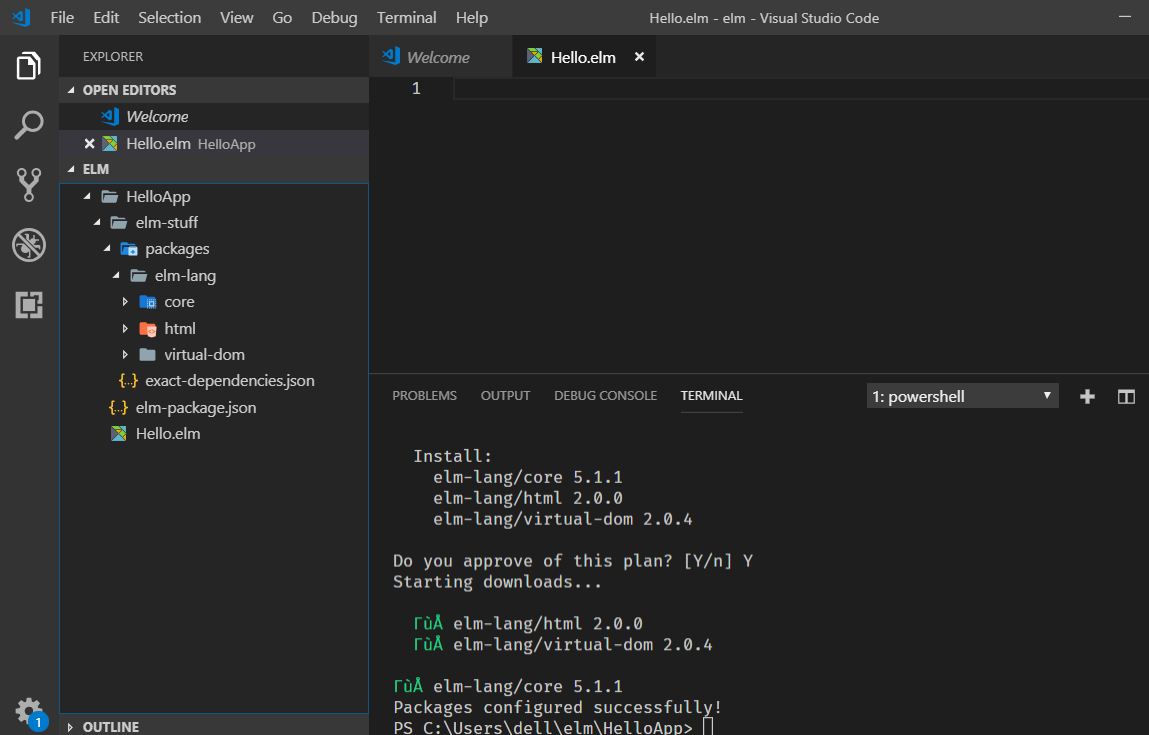 File Edit Selection View Go Debug Terminal Help Hello.elm - elm - Visual Studio Code
EXPLORER
OPEN EDITORS
Welcome
Hello.elm HelloApp
ELM
HelloApp
elm-stuff
packages
elm-lang
core
html
virtual-dom
exact-dependencies.json
elm-package.json
Hello.elm
OUTLINE
1
Welcome Hello.elm
1
PROBLEMS OUTPUT DEBUG CONSOLE TERMINAL 1: powershell
Install:
elm-lang/core 5.1.1
elm-lang/html 2.0.0
elm-lang/virtual-dom 2.0.4
Do you approve of this plan? [Y/n] Y
Starting downloads...
ΓùÅ elm-lang/html 2.0.0
ΓùÅ elm-lang/virtual-dom 2.0.4
ΓùÅ elm-lang/core 5.1.1
Packages configured successfully!
PS C:\Users\dell\elm\HelloApp>